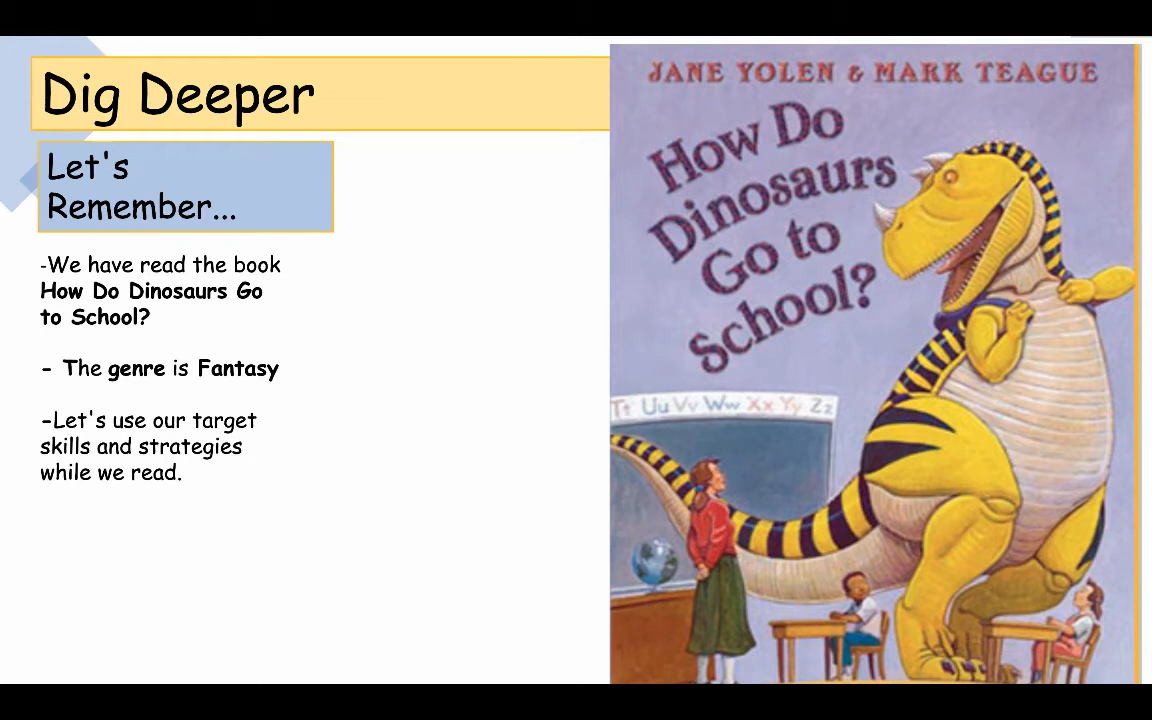 Dig Deeper
Let's
Remember...
-We have read the book
How Do Dinosaurs Go
to School?
- The genre is Fantasy
-Let's use our target
skills and strategies
while we read.
JANE YOLEN & MARK TEAGUE
How Do
Dinosaurs
Go to
School?
Tt Uu Vv Ww Xx Yy Zz